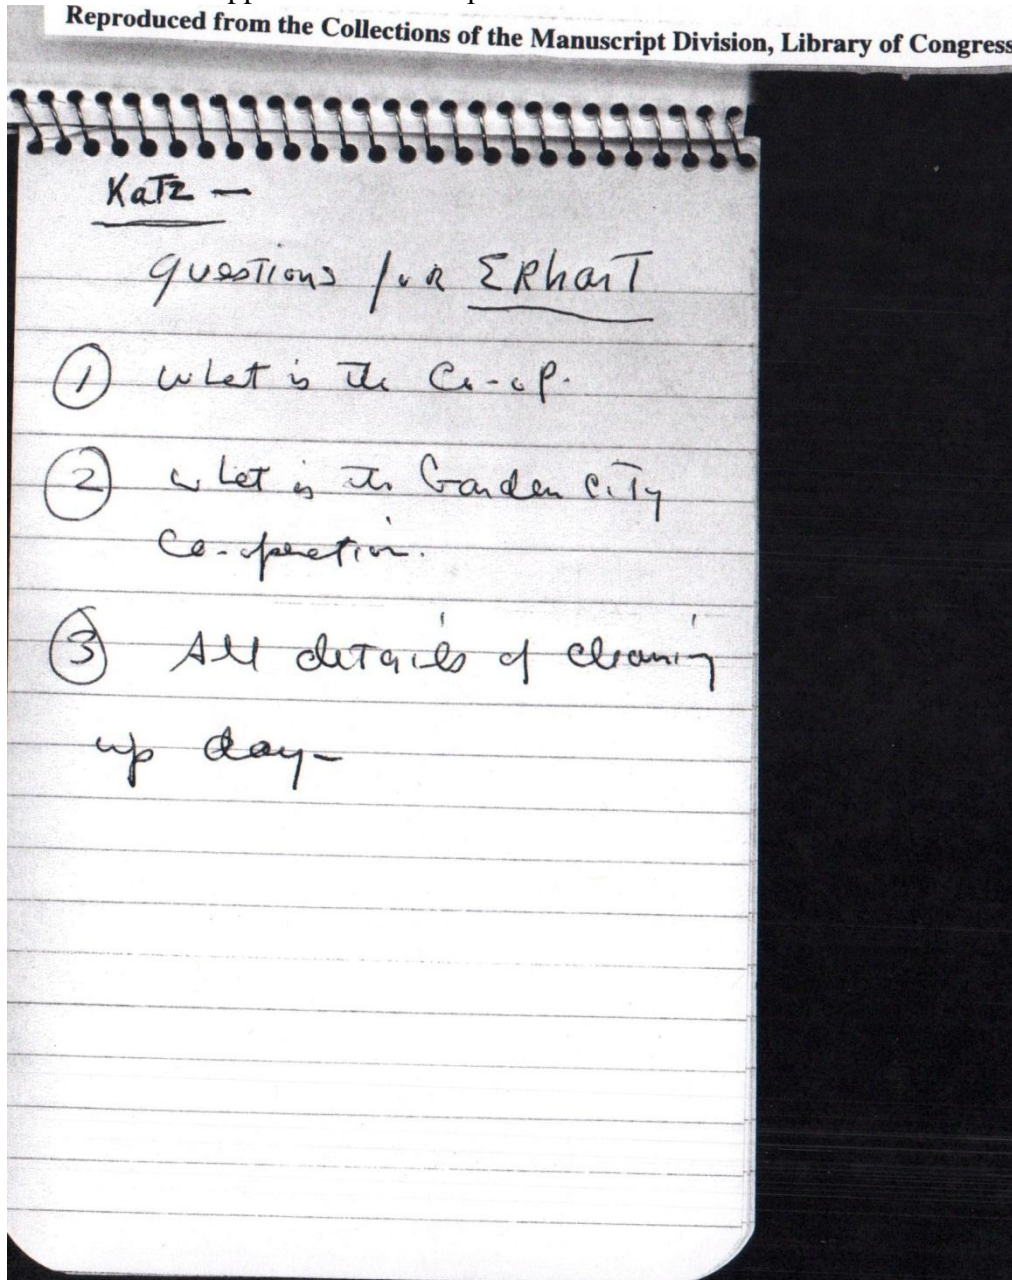 Reproduced from the Collections of the Manuscript Division, Library of Congress
Katz —
Questions for ERhart
① What is the Co-op.
② What is the Garden City
Co-operation.
③ All details of cleaning
up day-